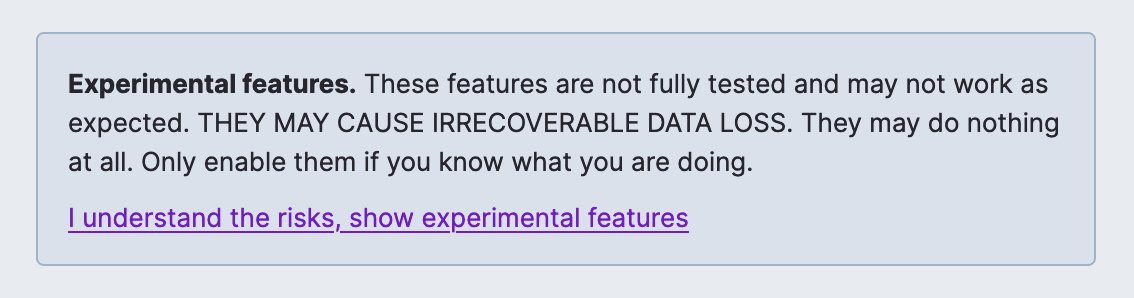 Experimental features. These features are not fully tested and may not work as
expected. THEY MAY CAUSE IRRECOVERABLE DATA LOSS. They may do nothing
at all. Only enable them if you know what you are doing.
I understand the risks, show experimental features